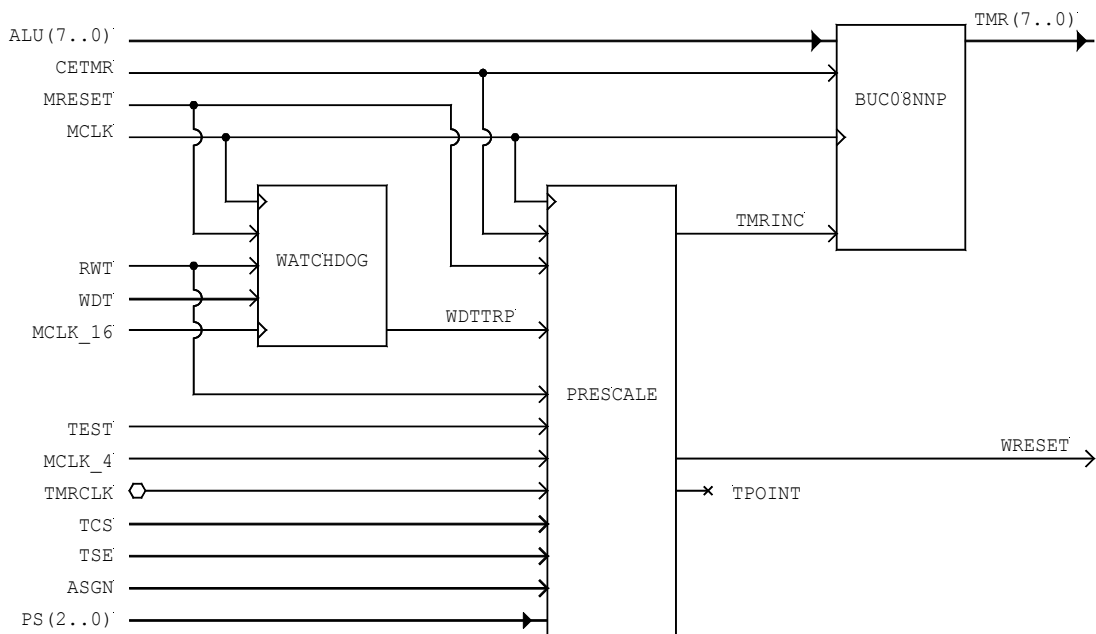 TMR(7..0)
ALU(7..0)
CETMR
MRESET
BUC08NNP
MCLK
TMRINC
WATCHDOG
RWT
WDT
WDTTRP
MCLK_16
PRESCALE
TEST
WRESET
MCLK_4
TMRCLK
TPOINT
TCS
TSE
ASGN
PS(2..0)